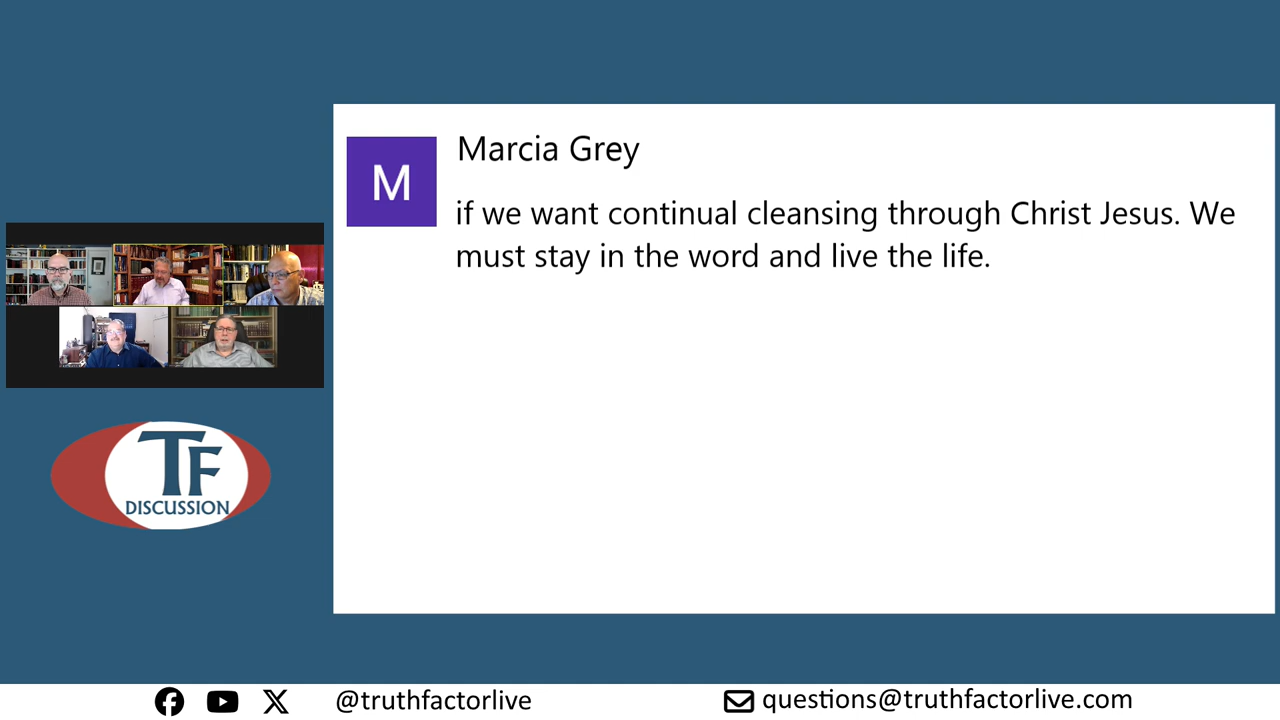 M
Marcia Grey
if we want continual cleansing through Christ Jesus. We
must stay in the word and live the life.
TF
DISCUSSION
@truthfactorlive
questions@truthfactorlive.com